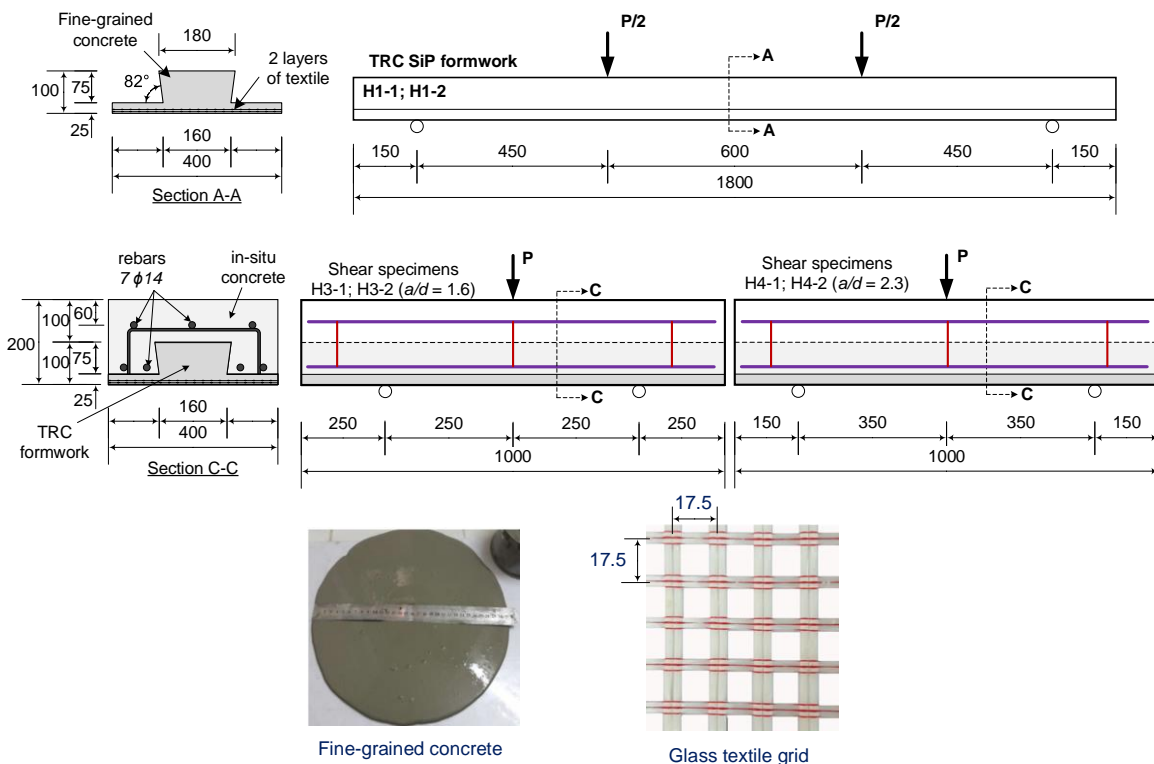 Fine-grained
concrete
180
2 layers
of textile
82°
100
75
25
160
400
Section A-A
P/2
P/2
TRC SiP formwork
H1-1; H1-2
A
A
150
450
600
450
150
1800
rebars
7 ϕ14
in-situ
concrete
200
100
60
100
75
25
160
400
TRC
formwork
Section C-C
Shear specimens
H3-1; H3-2 (a/d = 1.6)
P
C
C
250
250
250
250
1000
Shear specimens
H4-1; H4-2 (a/d = 2.3)
P
C
C
150
350
350
150
1000
17.5
17.5
Fine-grained concrete
Glass textile grid